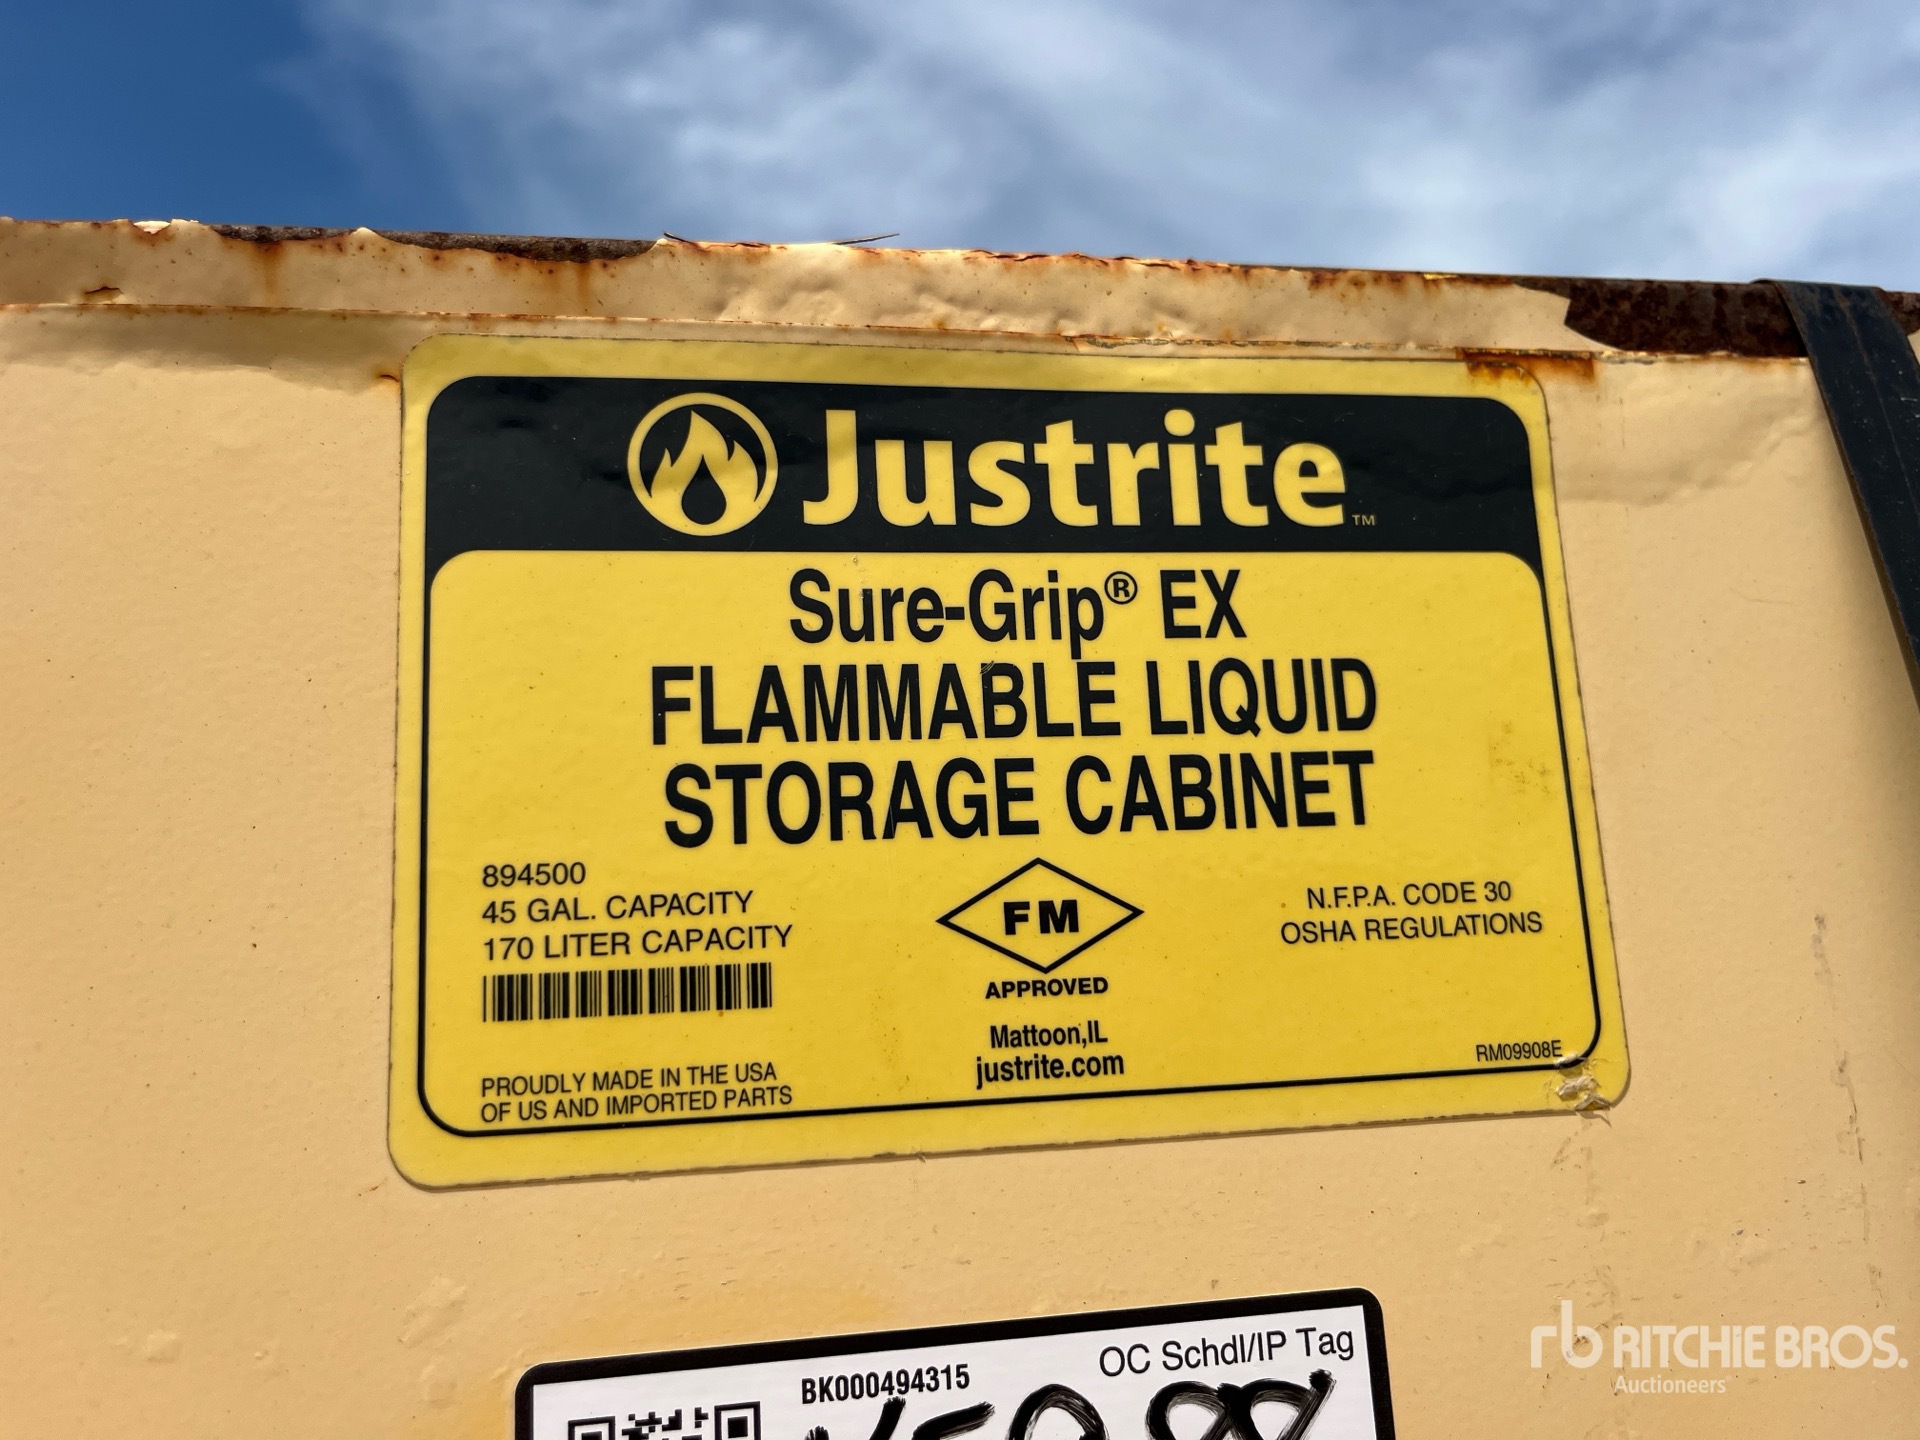 Justrite™
Sure-Grip® EX
FLAMMABLE LIQUID
STORAGE CABINET
894500
45 GAL. CAPACITY
170 LITER CAPACITY
FM
APPROVED
N.F.P.A. CODE 30
OSHA REGULATIONS
Mattoon,IL
justrite.com
RM09908E
PROUDLY MADE IN THE USA
OF US AND IMPORTED PARTS
BK000494315
OC Schdl/IP Tag
rb RITCHIE BROS.
Auctioneers